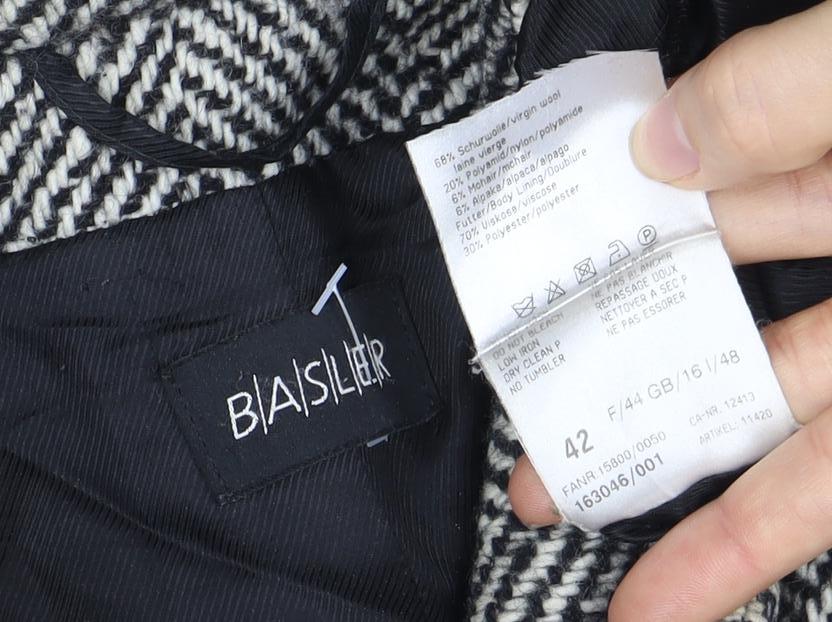 B|A|S|L|E|R
68% Schurwolle/virgin wool
laine vierge
20% Polyamid/nylon/polyamide
6% Mohair/mohair
6% Alpaka/alpaca/alpago
Futter/Body Lining/Doublure
70% Viskose/viscose
30% Polyester/polyester
P
DO NOT BLEACH
LOW IRON
DRY CLEAN P
NO TUMBLER
NE PAS BLANCHIR
REPASSAGE DOUX
NETTOYER A SEC P
NE PAS ESSORER
42 F/44 GB/16 I/48
FANR:15800/0050 CA-NR. 12413
163046/001 ARTIKEL: 11420